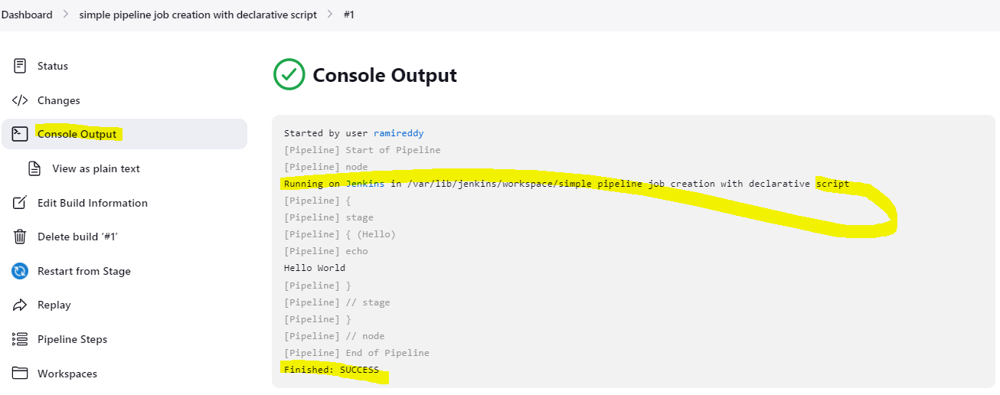 Dashboard > simple pipeline job creation with declarative script > #1
Status
Changes
Console Output
View as plain text
Edit Build Information
Delete build ‘#1’
Restart from Stage
Replay
Pipeline Steps
Workspaces
Console Output
Started by user ramireddy
[Pipeline] Start of Pipeline
[Pipeline] node
Running on Jenkins in /var/lib/jenkins/workspace/simple pipeline job creation with declarative script
[Pipeline] {
[Pipeline] stage
[Pipeline] { (Hello)
[Pipeline] echo
Hello World
[Pipeline] }
[Pipeline] // stage
[Pipeline] }
[Pipeline] // node
[Pipeline] End of Pipeline
Finished: SUCCESS